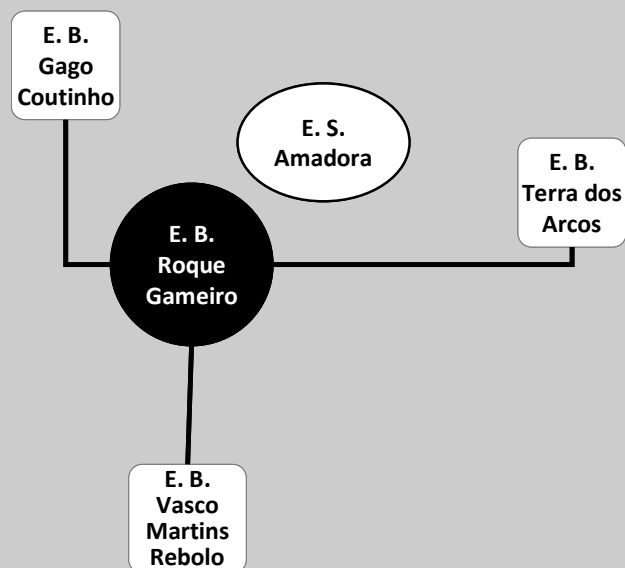 E. B.
Gago
Coutinho
E. S.
Amadora
E. B.
Terra dos
Arcos
E. B.
Roque
Gameiro
E. B.
Vasco
Martins
Rebolo